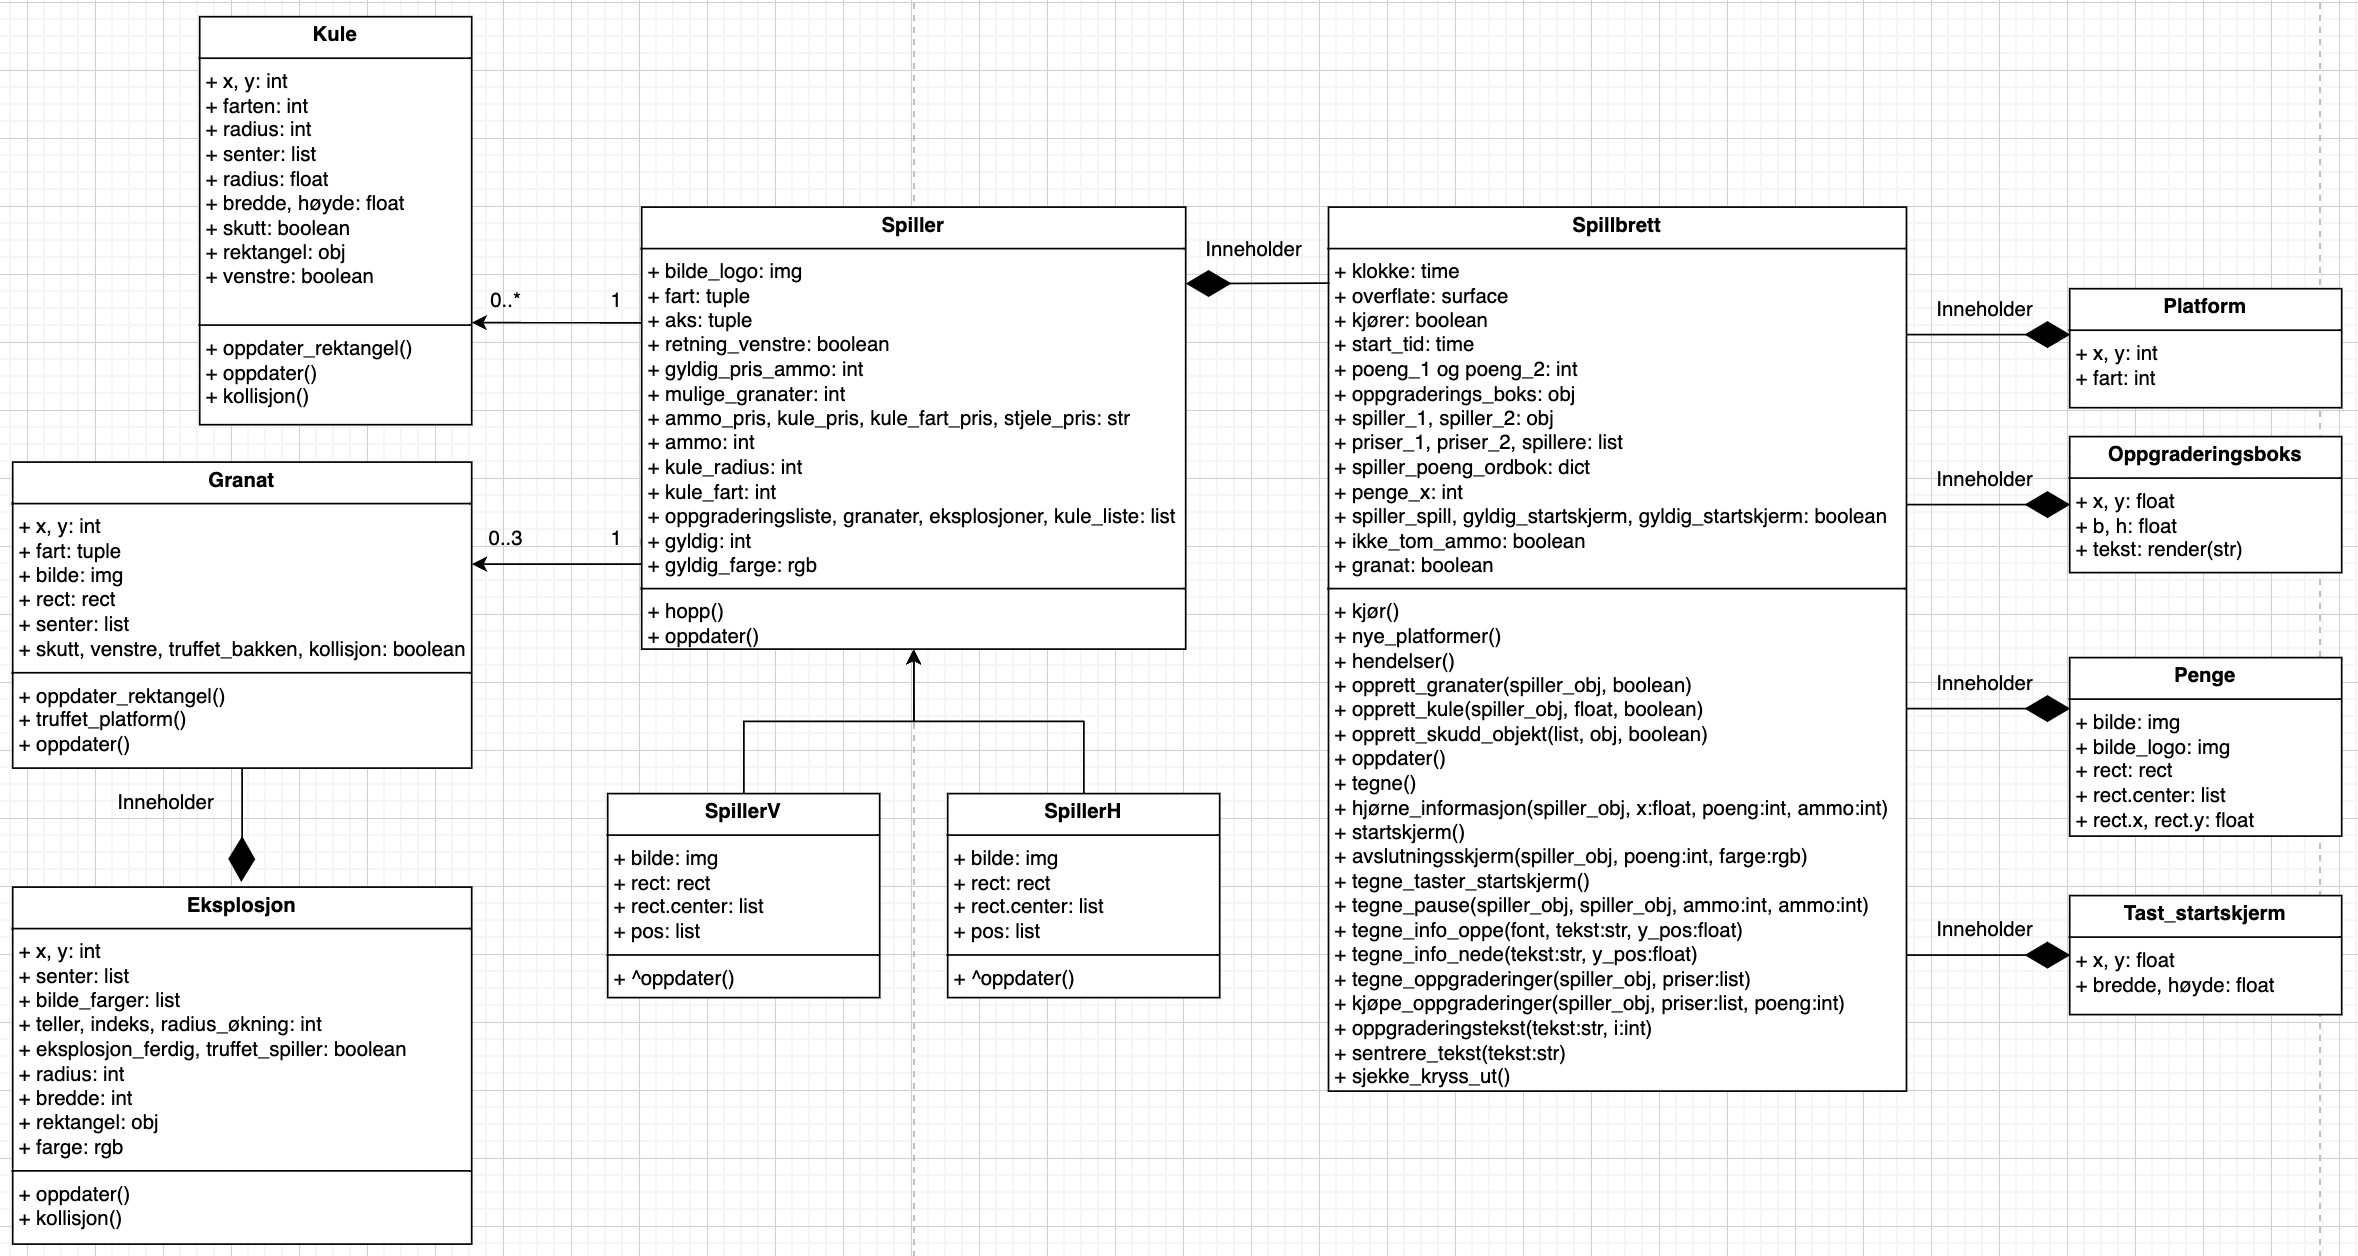 Kule
+ x, y: int
+ farten: int
+ radius: int
+ senter: list
+ radius: float
+ bredde, høyde: float
+ skutt: boolean
+ rektangel: obj
+ venstre: boolean
+ oppdater_rektangel()
+ oppdater()
+ kollisjon()
0..*
1
Granat
+ x, y: int
+ fart: tuple
+ bilde: img
+ rect: rect
+ senter: list
+ skutt, venstre, truffet_bakken, kollisjon: boolean
+ oppdater_rektangel()
+ truffet_platform()
+ oppdater()
0..3
1
Inneholder
Eksplosjon
+ x, y: int
+ senter: list
+ bilde_farger: list
+ teller, indeks, radius_økning: int
+ eksplosjon_ferdig, truffet_spiller: boolean
+ radius: int
+ bredde: int
+ rektangel: obj
+ farge: rgb
+ oppdater()
+ kollisjon()
Spiller
+ bilde_logo: img
+ fart: tuple
+ aks: tuple
+ retning_venstre: boolean
+ gyldig_pris_ammo: int
+ mulige_granater: int
+ ammo_pris, kule_pris, kule_fart_pris, stjele_pris: str
+ ammo: int
+ kule_radius: int
+ kule_fart: int
+ oppgraderingsliste, granater, eksplosjoner, kule_liste: list
+ gyldig: int
+ gyldig_farge: rgb
+ hopp()
+ oppdater()
SpillerV
+ bilde: img
+ rect: rect
+ rect.center: list
+ pos: list
+ ^oppdater()
SpillerH
+ bilde: img
+ rect: rect
+ rect.center: list
+ pos: list
+ ^oppdater()
Inneholder
Spillbrett
+ klokke: time
+ overflate: surface
+ kjører: boolean
+ start_tid: time
+ poeng_1 og poeng_2: int
+ oppgraderings_boks: obj
+ spiller_1, spiller_2: obj
+ priser_1, priser_2, spillere: list
+ spiller_poeng_ordbok: dict
+ penge_x: int
+ spiller_spill, gyldig_startskjerm, gyldig_startskjerm: boolean
+ ikke_tom_ammo: boolean
+ granat: boolean
+ kjør()
+ nye_platformer()
+ hendelser()
+ opprett_granater(spiller_obj, boolean)
+ opprett_kule(spiller_obj, float, boolean)
+ opprett_skudd_objekt(list, obj, boolean)
+ oppdater()
+ tegne()
+ hjørne_informasjon(spiller_obj, x:float, poeng:int, ammo:int)
+ startskjerm()
+ avslutningsskjerm(spiller_obj, poeng:int, farge:rgb)
+ tegne_taster_startskjerm()
+ tegne_pause(spiller_obj, spiller_obj, ammo:int, ammo:int)
+ tegne_info_oppe(font, tekst:str, y_pos:float)
+ tegne_info_nede(tekst:str, y_pos:float)
+ tegne_oppgraderinger(spiller_obj, priser:list)
+ kjøpe_oppgraderinger(spiller_obj, priser:list, poeng:int)
+ oppgraderingstekst(tekst:str, i:int)
+ sentrere_tekst(tekst:str)
+ sjekke_kryss_ut()
Inneholder
Platform
+ x, y: int
+ fart: int
Inneholder
Oppgraderingsboks
+ x, y: float
+ b, h: float
+ tekst: render(str)
Inneholder
Penge
+ bilde: img
+ bilde_logo: img
+ rect: rect
+ rect.center: list
+ rect.x, rect.y: float
Inneholder
Tast_startskjerm
+ x, y: float
+ bredde, høyde: float